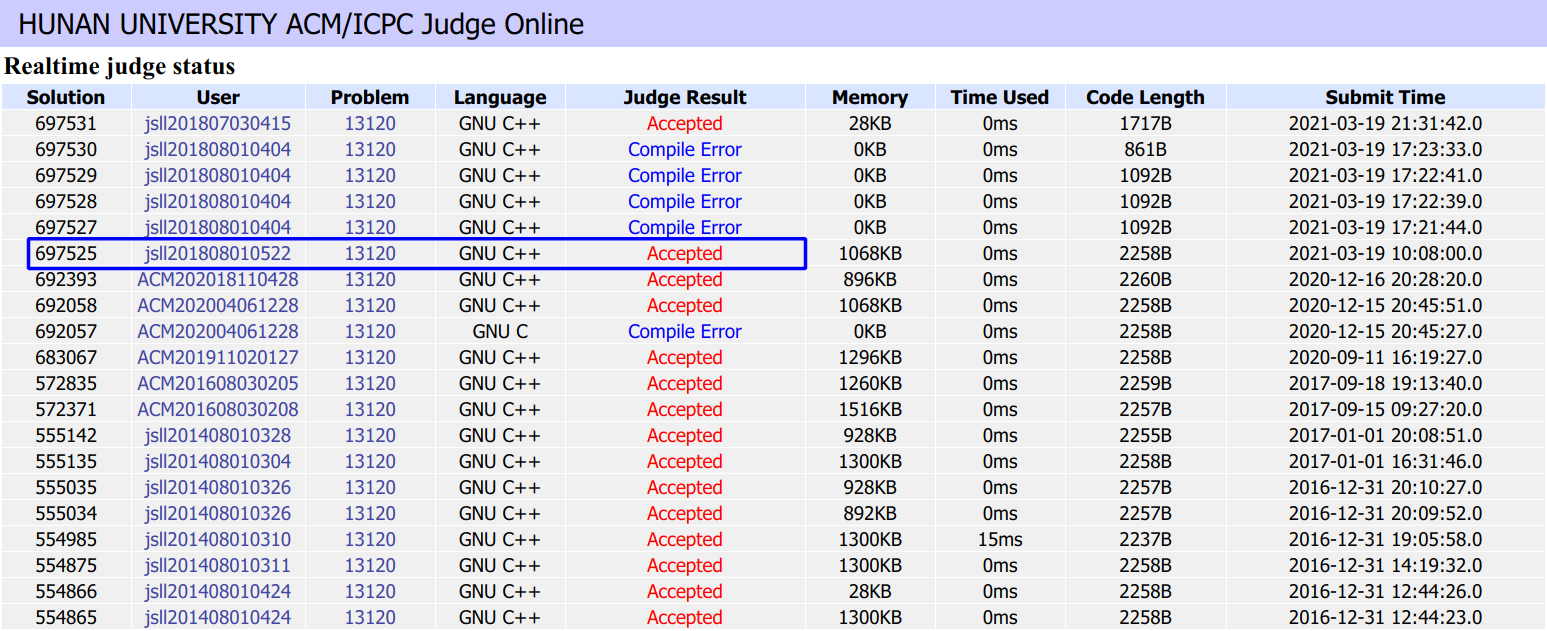 HUNAN UNIVERSITY ACM/ICPC Judge Online
Realtime judge status
Solution User Problem Language Judge Result Memory Time Used Code Length Submit Time
697531 jsll201807030415 13120 GNU C++ Accepted 28KB 0ms 1717B 2021-03-19 21:31:42.0
697530 jsll201808010404 13120 GNU C++ Compile Error 0KB 0ms 861B 2021-03-19 17:23:33.0
697529 jsll201808010404 13120 GNU C++ Compile Error 0KB 0ms 1092B 2021-03-19 17:22:41.0
697528 jsll201808010404 13120 GNU C++ Compile Error 0KB 0ms 1092B 2021-03-19 17:22:39.0
697527 jsll201808010404 13120 GNU C++ Compile Error 0KB 0ms 1092B 2021-03-19 17:21:44.0
697525 jsll201808010522 13120 GNU C++ Accepted 1068KB 0ms 2258B 2021-03-19 10:08:00.0
692393 ACM202018110428 13120 GNU C++ Accepted 896KB 0ms 2260B 2020-12-16 20:28:20.0
692058 ACM202004061228 13120 GNU C++ Accepted 1068KB 0ms 2258B 2020-12-15 20:45:51.0
692057 ACM202004061228 13120 GNU C Compile Error 0KB 0ms 2258B 2020-12-15 20:45:27.0
683067 ACM201911020127 13120 GNU C++ Accepted 1296KB 0ms 2258B 2020-09-11 16:19:27.0
572835 ACM201608030205 13120 GNU C++ Accepted 1260KB 0ms 2259B 2017-09-18 19:13:40.0
572371 ACM201608030208 13120 GNU C++ Accepted 1516KB 0ms 2257B 2017-09-15 09:27:20.0
555142 jsll201408010328 13120 GNU C++ Accepted 928KB 0ms 2255B 2017-01-01 20:08:51.0
555135 jsll201408010304 13120 GNU C++ Accepted 1300KB 0ms 2258B 2017-01-01 16:31:46.0
555035 jsll201408010326 13120 GNU C++ Accepted 928KB 0ms 2257B 2016-12-31 20:10:27.0
555034 jsll201408010326 13120 GNU C++ Accepted 892KB 0ms 2257B 2016-12-31 20:09:52.0
554985 jsll201408010310 13120 GNU C++ Accepted 1300KB 15ms 2237B 2016-12-31 19:05:58.0
554875 jsll201408010311 13120 GNU C++ Accepted 1300KB 0ms 2258B 2016-12-31 14:19:32.0
554866 jsll201408010424 13120 GNU C++ Accepted 28KB 0ms 2258B 2016-12-31 12:44:26.0
554865 jsll201408010424 13120 GNU C++ Accepted 1300KB 0ms 2258B 2016-12-31 12:44:23.0